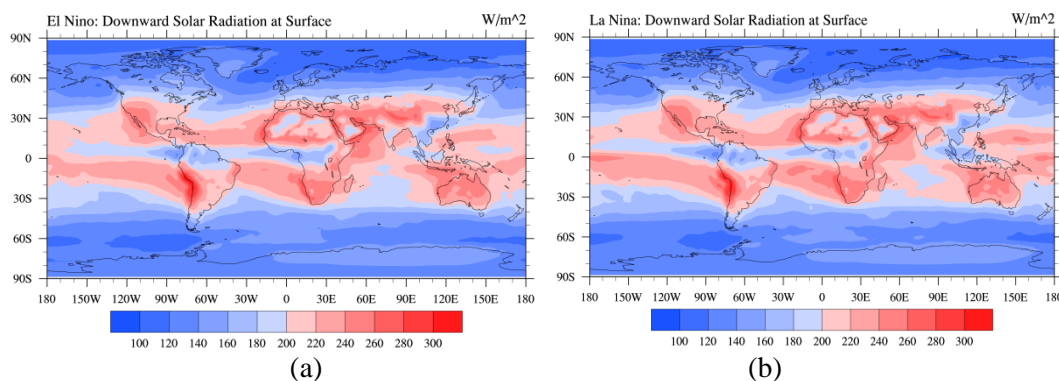 El Nino: Downward Solar Radiation at Surface W/m^2
90N
60N
30N
0
30S
60S
90S
180 150W 120W 90W 60W 30W 0 30E 60E 90E 120E 150E 180
100 120 140 160 180 200 220 240 260 280 300
(a)
La Nina: Downward Solar Radiation at Surface W/m^2
90N
60N
30N
0
30S
60S
90S
180 150W 120W 90W 60W 30W 0 30E 60E 90E 120E 150E 180
100 120 140 160 180 200 220 240 260 280 300
(b)